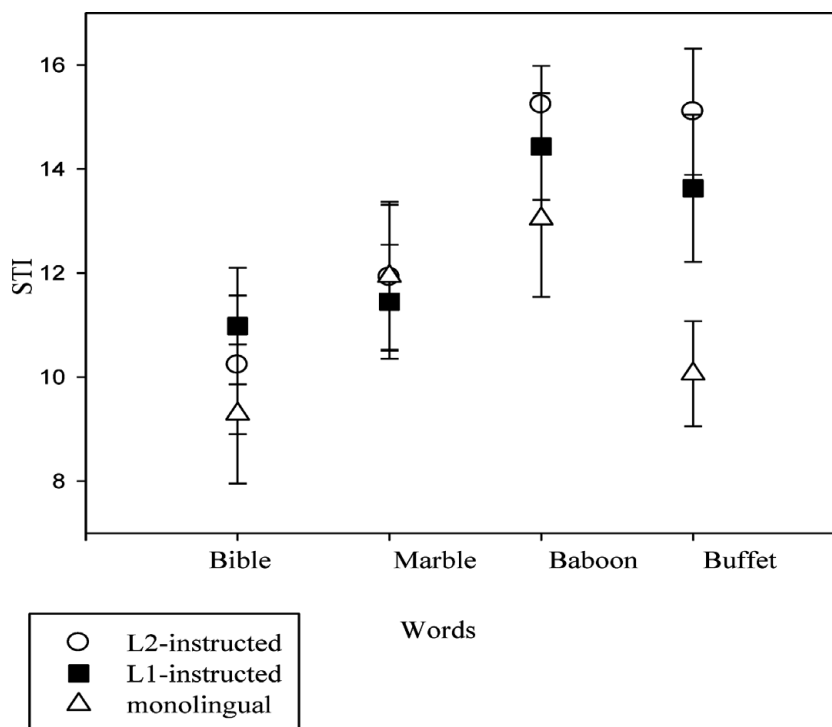 16
14
12
10
8
STI
Bible Marble Baboon Buffet
Words
L2-instructed
L1-instructed
monolingual